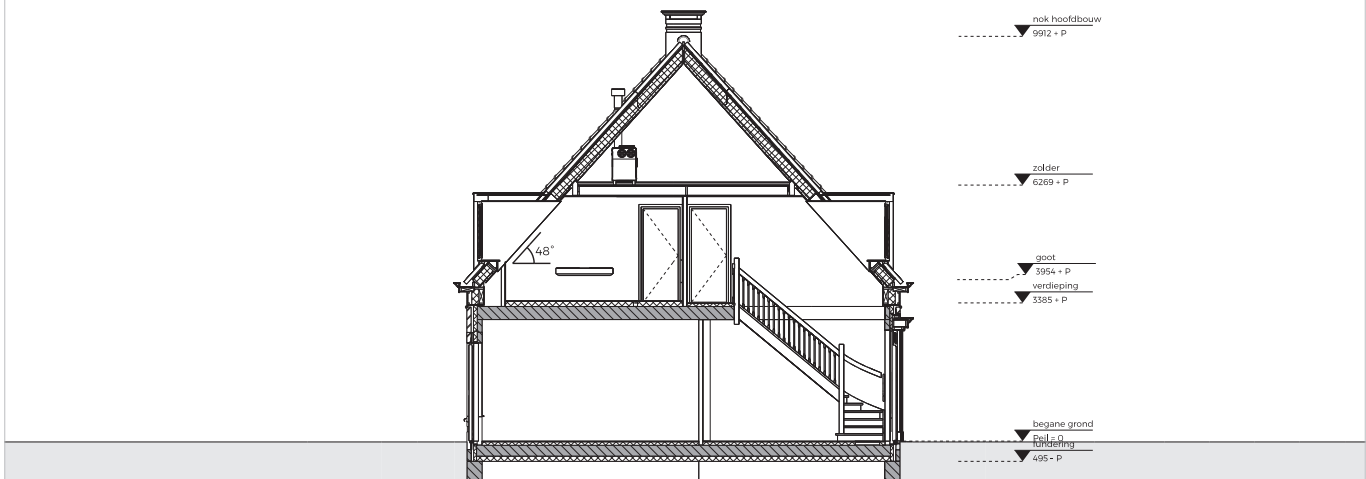 nok hoofdbouw
9912 + P
zolder
6269 + P
48°
goot
3954 + P
verdieping
3385 + P
begane grond
Peil = 0
fundering
495 - P